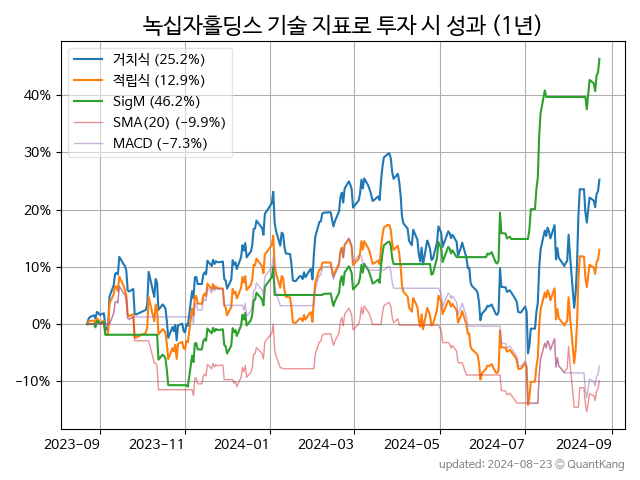 녹십자홀딩스 기술 지표로 투자 시 성과 (1년)
거치식 (25.2%)
적립식 (12.9%)
SigM (46.2%)
SMA(20) (−9.9%)
MACD (−7.3%)
40%
30%
20%
10%
0%
−10%
2023-09 2023-11 2024-01 2024-03 2024-05 2024-07 2024-09
updated: 2024-08-23 ⓒ QuantKang